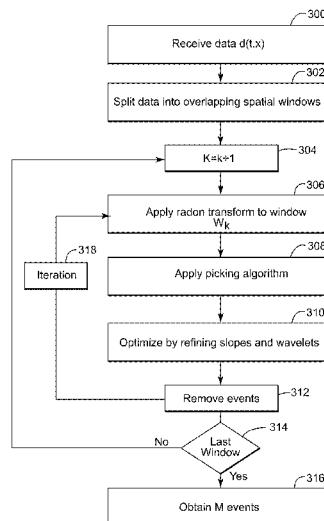 300
Receive data d(t.x)
302
Split data into overlapping spatial windows
304
K=k÷1
306
Apply radon transform to window
Wk
318
Iteration
308
Apply picking algorithm
310
Optimize by refining slopes and wavelets
312
Remove events
314
Last
Window
No
Yes
316
Obtain M events